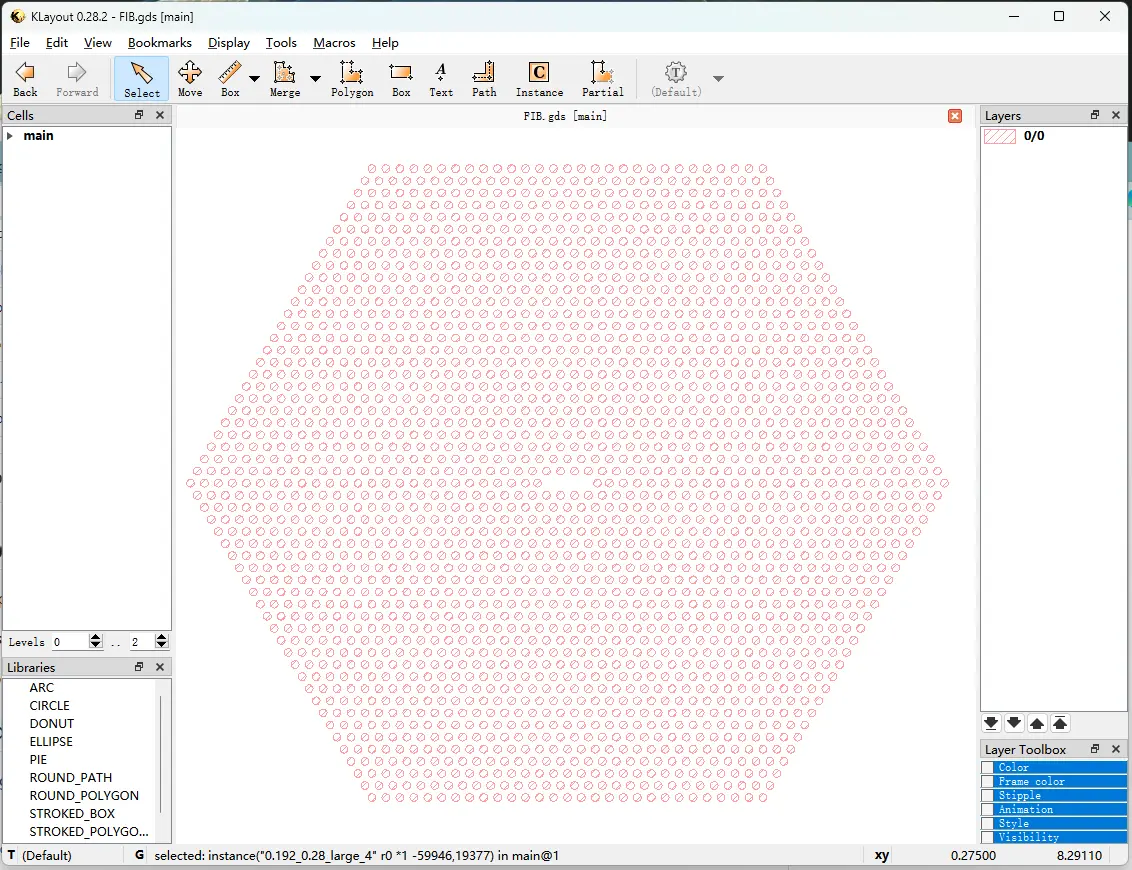 KLayout 0.28.2 - FIB.gds [main]
File Edit View Bookmarks Display Tools Macros Help
Back Forward Select Move Box Merge Polygon Box Text Path Instance Partial (Default)
Cells
FIB.gds [main]
Layers
main
0/0
Levels 0 .. 2
Libraries
ARC
CIRCLE
DONUT
ELLIPSE
PIE
ROUND_PATH
ROUND_POLYGON
STROKED_BOX
STROKED_POLYGO...
Layer Toolbox
Color
Frame color
Stipple
Animation
Style
Visibility
T (Default) G selected: instance("0.192_0.28_large_4" r0 *1 -59946,19377) in main@1 xy 0.27500 8.29110